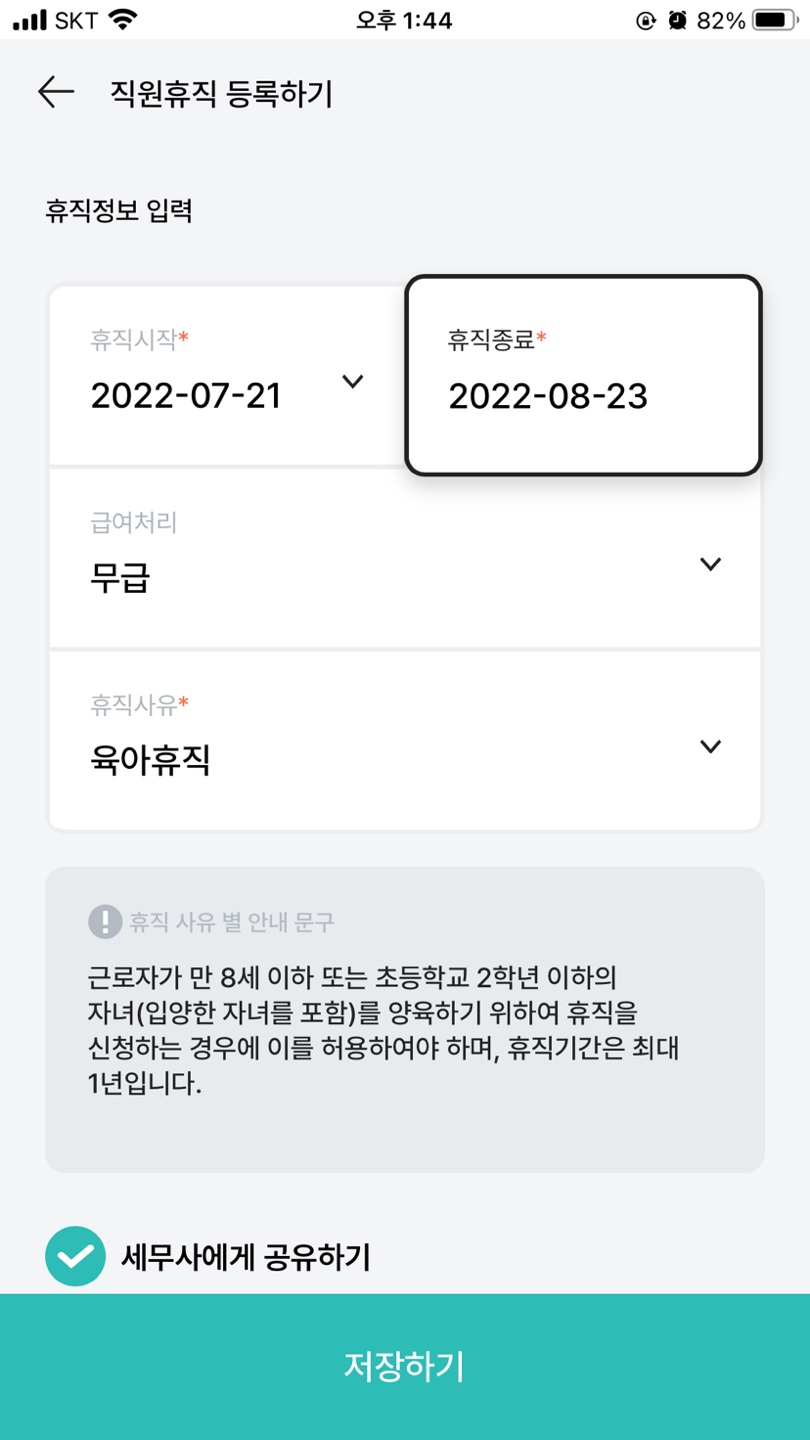 SKT 오후 1:44 82%
직원휴직 등록하기
휴직정보 입력
휴직시작* 휴직종료*
2022-07-21 2022-08-23
급여처리
무급
휴직사유*
육아휴직
휴직 사유 별 안내 문구
근로자가 만 8세 이하 또는 초등학교 2학년 이하의
자녀(입양한 자녀를 포함)를 양육하기 위하여 휴직을
신청하는 경우에 이를 허용하여야 하며, 휴직기간은 최대
1년입니다.
세무사에게 공유하기
저장하기